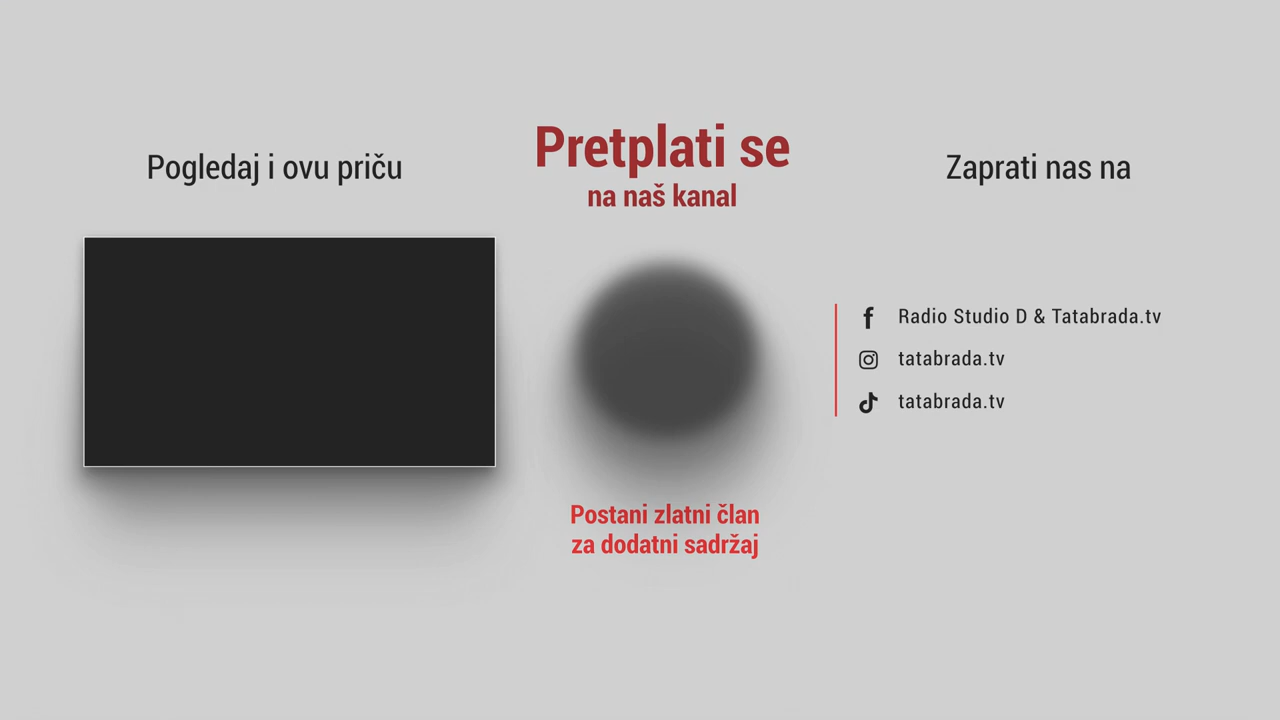 Pogledaj i ovu priču
Pretplati se
na naš kanal
Postani zlatni član
za dodatni sadržaj
Zaprati nas na
Radio Studio D & Tatabrada.tv
tatabrada.tv
tatabrada.tv